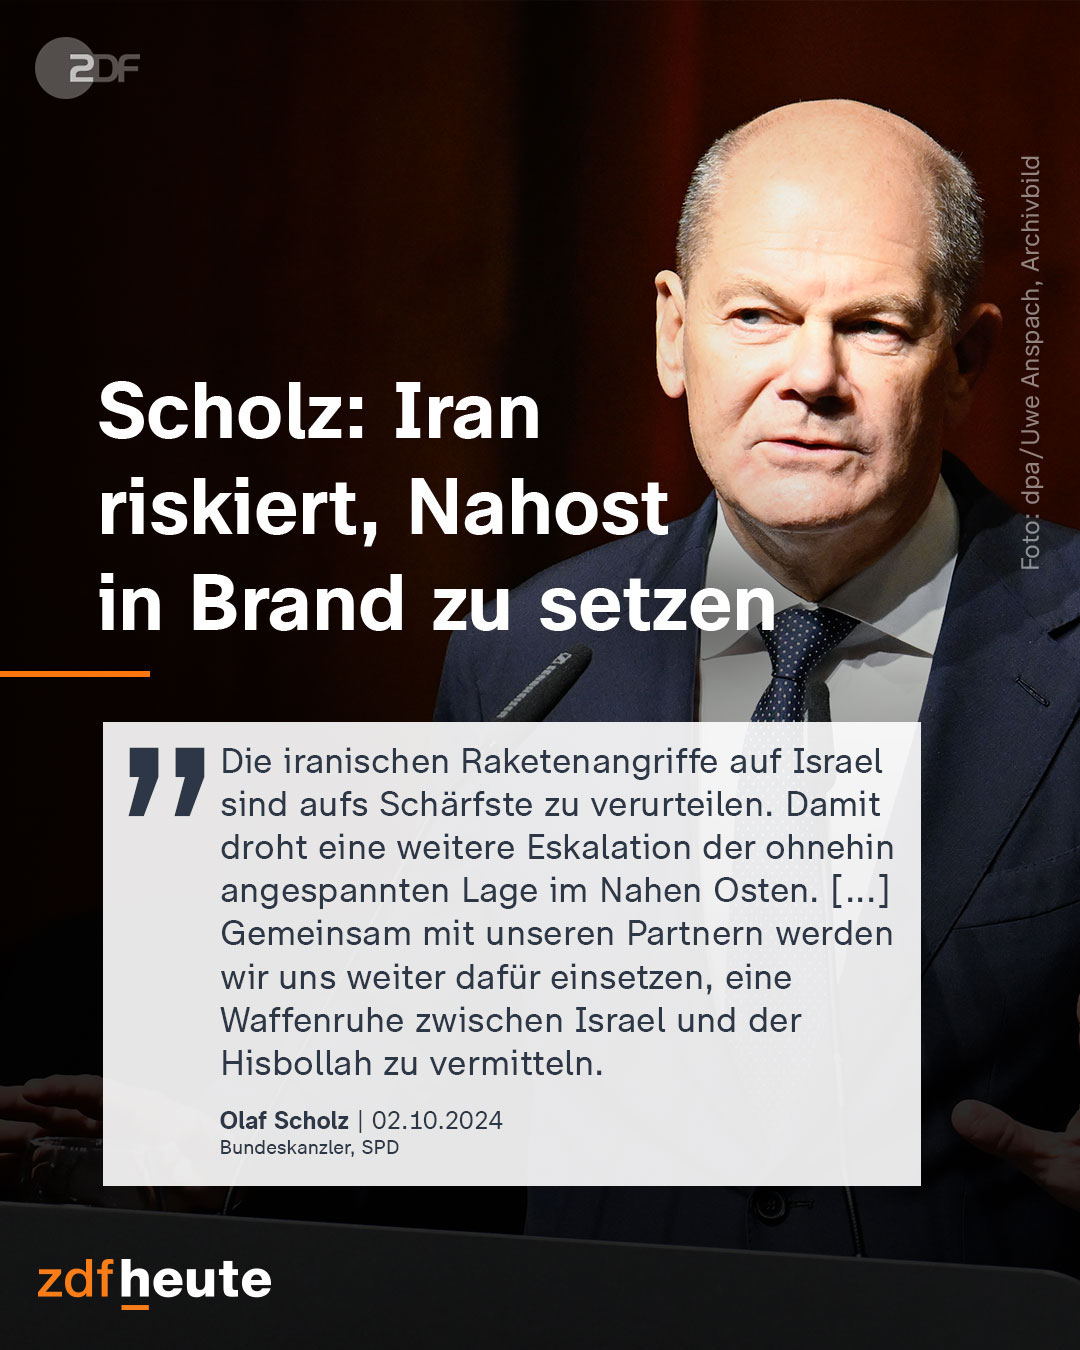 ZDF
Foto: dpa/Uwe Anspach, Archivbild
Scholz: Iran
riskiert, Nahost
in Brand zu setzen
”
Die iranischen Raketenangriffe auf Israel
sind aufs Schärfste zu verurteilen. Damit
droht eine weitere Eskalation der ohnehin
angespannten Lage im Nahen Osten. [...]
Gemeinsam mit unseren Partnern werden
wir uns weiter dafür einsetzen, eine
Waffenruhe zwischen Israel und der
Hisbollah zu vermitteln.
Olaf Scholz | 02.10.2024
Bundeskanzler, SPD
zdfheute